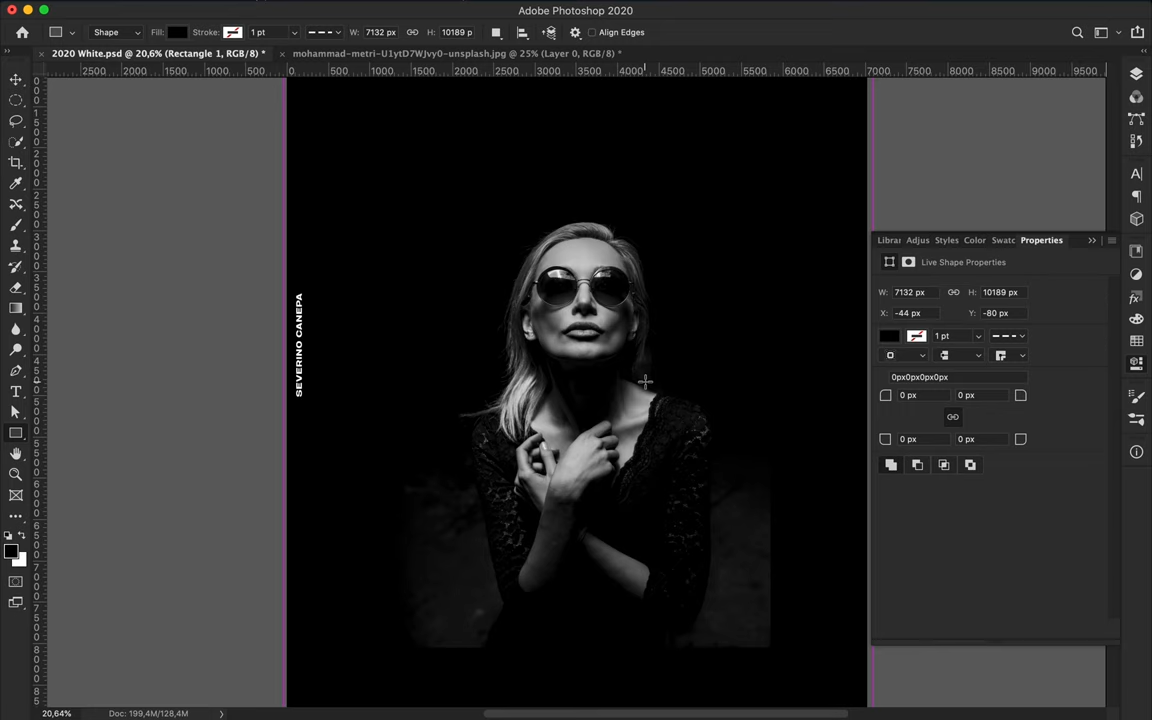 Adobe Photoshop 2020
Shape Fill: Stroke: 1 pt W: 7132 px H: 10189 p Align Edges
2020 White.psd @ 20,6% (Rectangle 1, RGB/8) * mohammad-metri-U1ytD7WJvy0-unsplash.jpg @ 25% (Layer 0, RGB/8) *
2500 2000 1500 1000 500 0 500 1000 1500 2000 2500 3000 3500 4000 4500 5000 5500 6000 6500 7000 7500 8000 8500 9000 9500
SEVERINO CANEPA
Librar Adjus Styles Color Swatc Properties
Live Shape Properties
W: 7132 px H: 10189 px
X: -44 px Y: -80 px
1 pt
0px0px0px0px
0 px 0 px
0 px 0 px
20,64% Doc: 199,4M/128,4M